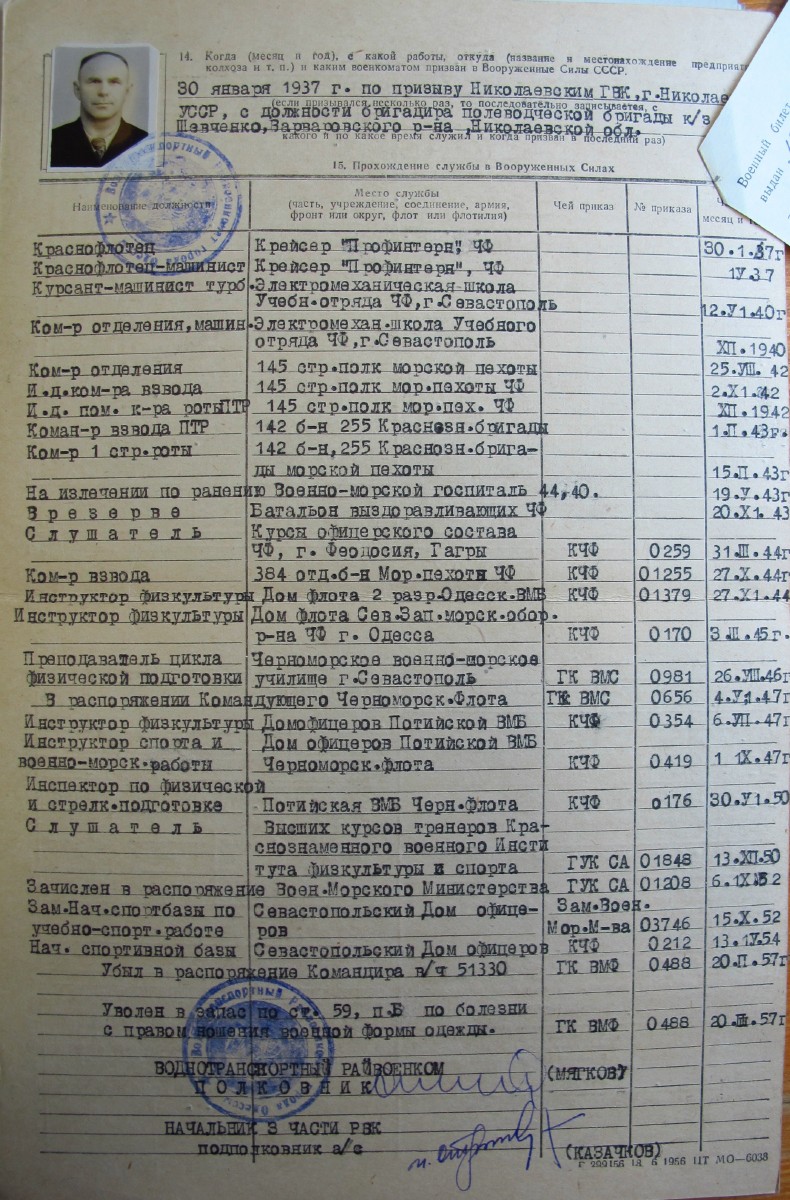 14. Когда (месяц и год), с какой работы, откуда (название и местонахождение предприят
колхоза и т. п.) и каким военкоматом призван в Вооруженные Силы СССР.
30 января 1937 г. по призыву Николаевским ГВК, г.Николае
(если призывался несколько раз, то последовательно записывается, с
УССР, с должности бригадира полеводческой бригады к/з
Шевченко, Варваровского р-на ,Николаевской обл.
какого и по какое время служил и когда призван в последний раз)
15. Прохождение службы в Вооруженных Силах
Наименование должности Место службы (часть, учреждение, соединение, армия, фронт или округ, флот или флотилия) Чей приказ № приказа месяц и
Военный билет
выдан
Краснофлотец Крейсер "Профинтерн", ЧФ 30.1.37г
Краснофлотец-машинист Крейсер "Профинтерн", ЧФ 1У.37
Курсант-машинист турб. Электромеханическая школа
Учебн.отряда ЧФ,г.Севастополь 12.У1.40г
Ком-р отделения,машин. Электромехан.школа Учебного
отряда ЧФ,г.Севастополь ХП.1940
Ком-р отделения 145 стр.полк морской пехоты 25.УШ. 42
И.д.ком-ра взвода 145 стр.полк мор.пехоты ЧФ 2.Х1.42
И.д. пом. к-ра ротыПТР 145 стр.полк мор.пех. ЧФ ХП.1942
Коман-р взвода ПТР 142 б-н 255 Краснозн.бригады 1.П.43г.
Ком-р 1 стр.роты 142 б-н,255 Краснозн.брига-
ды морской пехоты 15.П.43г
На излечении по ранению Военно-морской госпиталь 44,40. 19.У.43г
В резерве Батальон выздоравливающих ЧФ 20.Х1.43
Слушатель Курсы офицерского состава
ЧФ, г. Феодосия, Гагры КЧФ 0259 31.Ш.44г
Ком-р взвода 384 отд.б-н Мор.пехоты ЧФ КЧФ 01255 27.Х.44г
Инструктор физкультуры Дом флота 2 разр.Одесск.ВМБ КЧФ 01379 27.Х1.44
Инструктор физкультуры Дом флота Сев.Зап.морск.обор.
р-на ЧФ г. Одесса КЧФ 0170 3.Ш.45г.
Преподаватель цикла Черноморское военно-морское
физической подготовки училище г.Севастополь ГК ВМС 0981 26.УШ.46г
В распоряжении Командующего Черноморск.Флота ГК ВМС 0656 4.У1.47г
Инструктор физкультуры Домофицеров Потийской ВМБ КЧФ 0354 6.УП.47г
Инструктор спорта и Дом офицеров Потийской ВМБ
военно-морск.работы Черноморск.флота КЧФ 0419 1 1Х.47г
Инспектор по физической
и стрелк.подготовке Потийская ВМБ Черн.Флота КЧФ о176 30.У1.50
Слушатель Высших курсов тренеров Кра-
снознаменного военного Инсти
тута физкультуры и спорта ГУК СА 01848 13.ХП.50
Зачислен в распоряжение Воен.Морского Министерства ГУК СА 01208 6.1Х.52
Зам.Нач.спортбазы по Севастопольский Дом офице- Зам.Воен.
учебно-спорт.работе ров Мор.М-ва 03746 15.Х.52
Нач. спортивной базы Севастопольский Дом офицеров КЧФ 0212 13.1У.54
Убыл в распоряжение Командира в/ч 51330 ГК ВМФ 0488 20.П.57г
Уволен в запас по ст. 59, п.Б по болезни
с правом ношения военной формы одежды. ГК ВМФ 0488 20.Ш.57г
ВОДНОТРАНСПОРТНЫЙ РАЙВОЕНКОМ
ПОЛКОВНИК (МЯГКОВ)
НАЧАЛЬНИК 3 ЧАСТИ РВК
подполковник а/с (КАЗАЧКОВ)
1956 ЦТ МО—6038